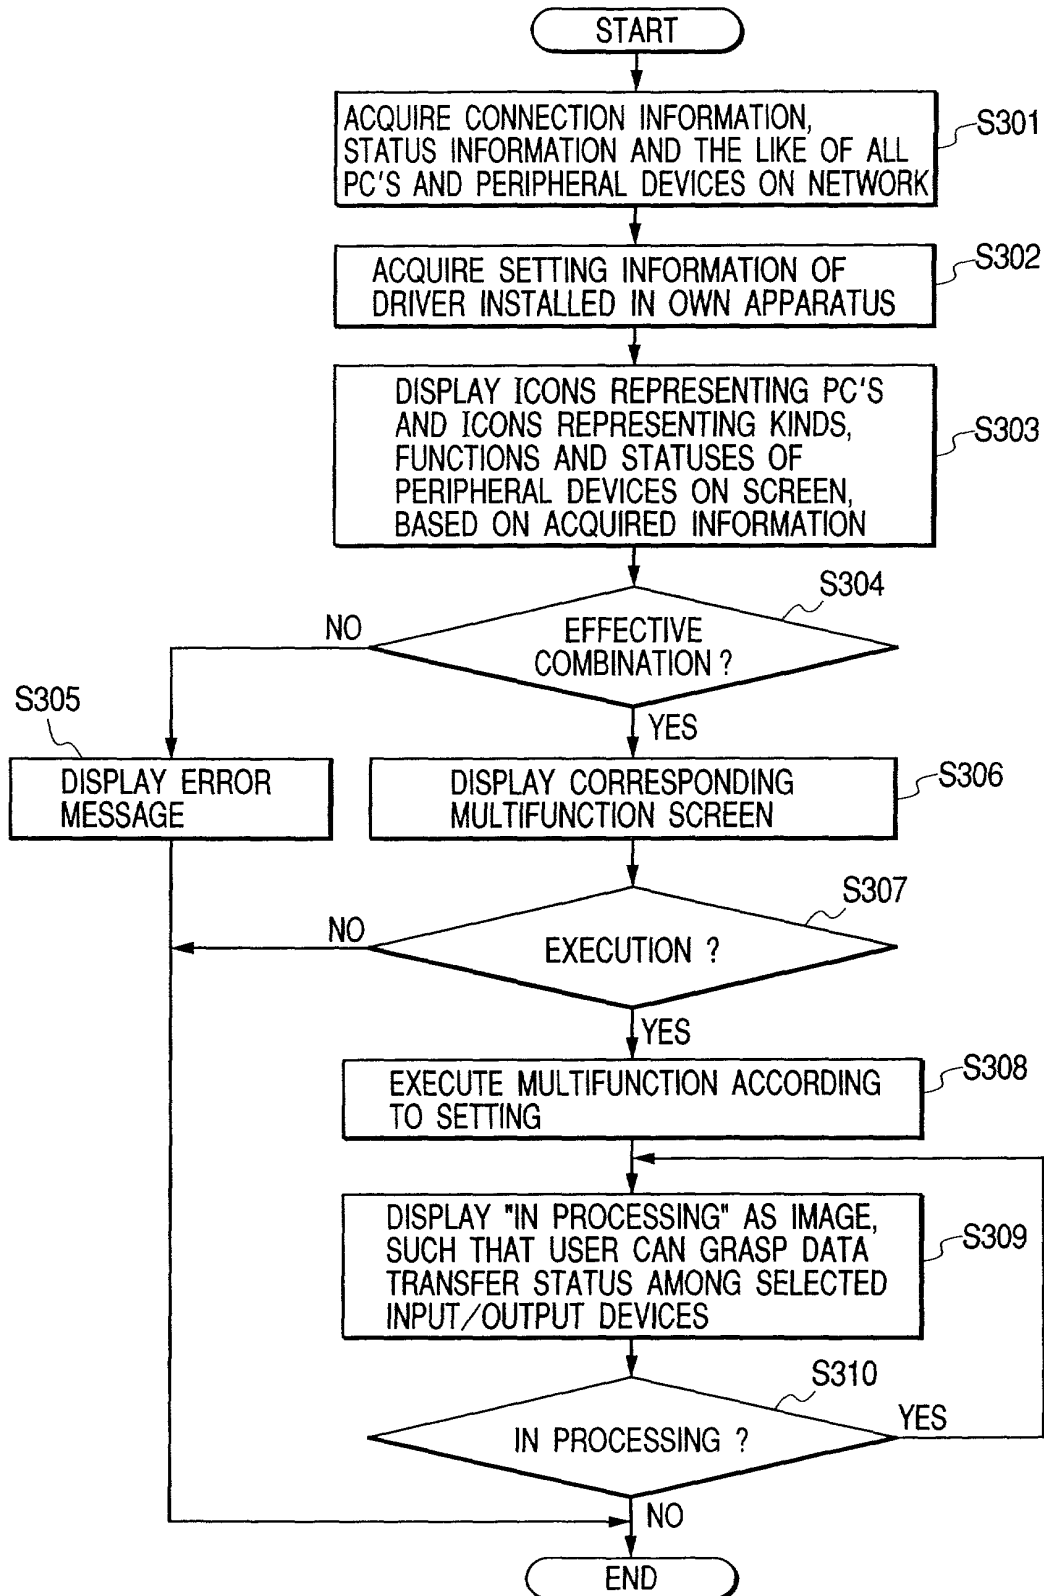 START
ACQUIRE CONNECTION INFORMATION,
STATUS INFORMATION AND THE LIKE OF ALL
PC'S AND PERIPHERAL DEVICES ON NETWORK
S301
ACQUIRE SETTING INFORMATION OF
DRIVER INSTALLED IN OWN APPARATUS
S302
DISPLAY ICONS REPRESENTING PC'S
AND ICONS REPRESENTING KINDS,
FUNCTIONS AND STATUSES OF
PERIPHERAL DEVICES ON SCREEN,
BASED ON ACQUIRED INFORMATION
S303
S304
EFFECTIVE
COMBINATION ?
NO
YES
S305
DISPLAY ERROR
MESSAGE
DISPLAY CORRESPONDING
MULTIFUNCTION SCREEN
S306
S307
EXECUTION ?
NO
YES
EXECUTE MULTIFUNCTION ACCORDING
TO SETTING
S308
DISPLAY "IN PROCESSING" AS IMAGE,
SUCH THAT USER CAN GRASP DATA
TRANSFER STATUS AMONG SELECTED
INPUT/OUTPUT DEVICES
S309
S310
IN PROCESSING ?
YES
NO
END